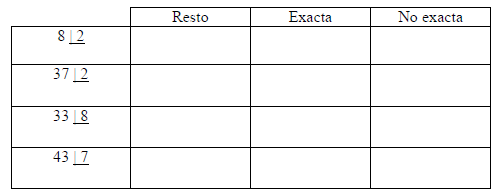 Resto Exacta No exacta
8 | 2
37 | 2
33 | 8
43 | 7